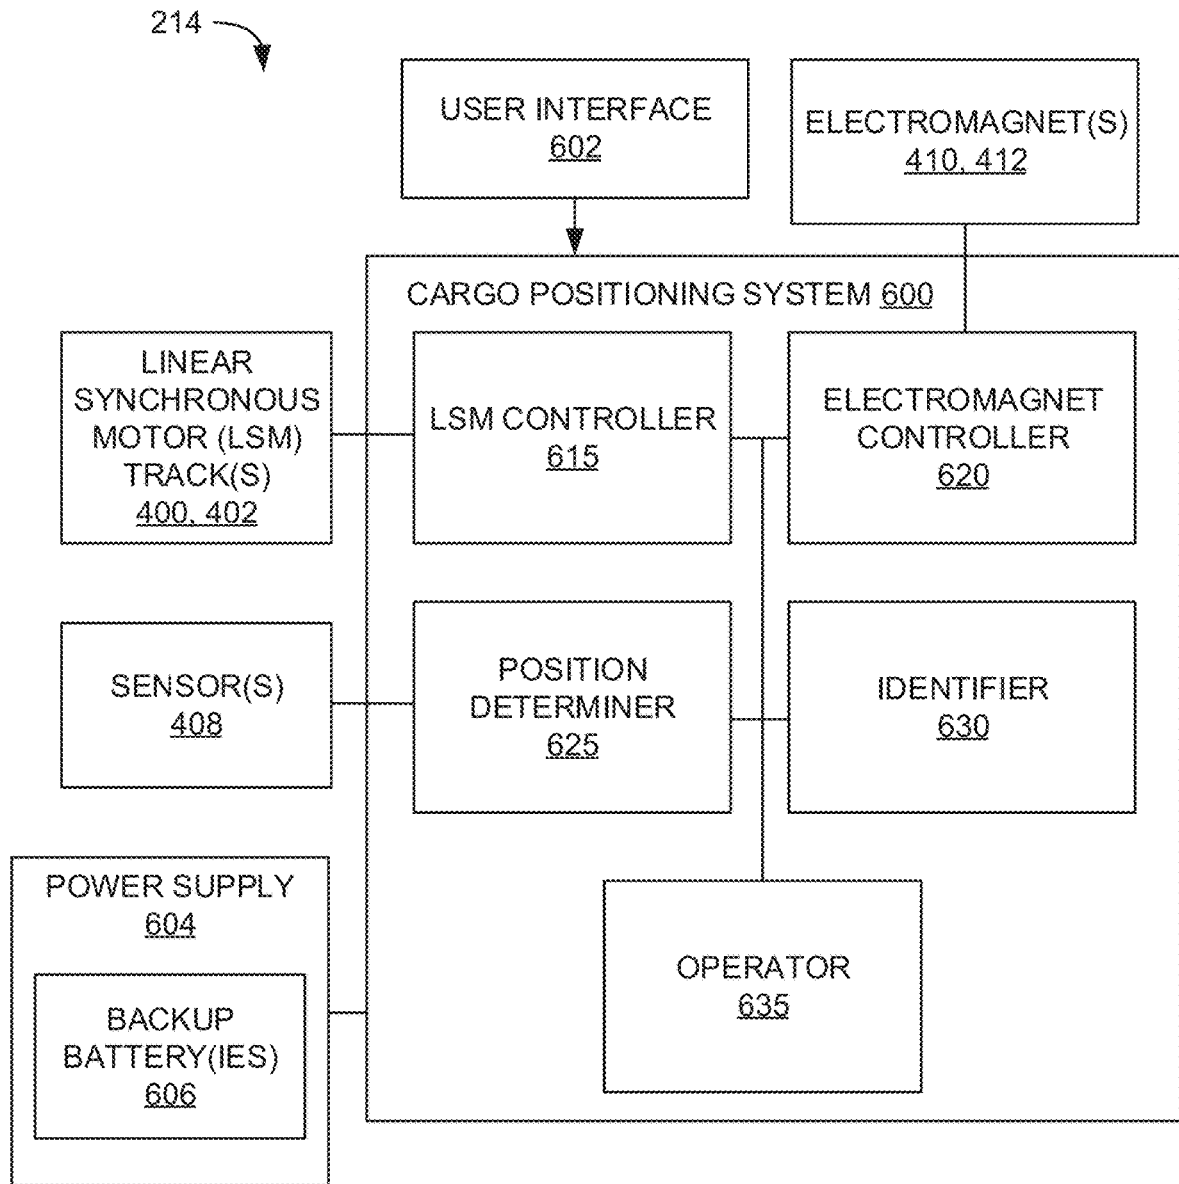 214
USER INTERFACE
602
ELECTROMAGNET(S)
410, 412
CARGO POSITIONING SYSTEM 600
LINEAR
SYNCHRONOUS
MOTOR (LSM)
TRACK(S)
400, 402
LSM CONTROLLER
615
ELECTROMAGNET
CONTROLLER
620
SENSOR(S)
408
POSITION
DETERMINER
625
IDENTIFIER
630
POWER SUPPLY
604
BACKUP
BATTERY(IES)
606
OPERATOR
635